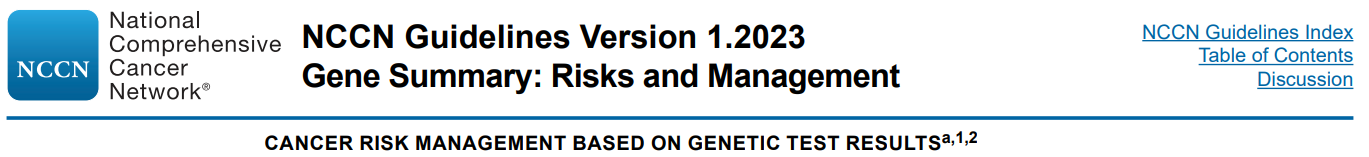 National
Comprehensive
Cancer
Network®
NCCN
NCCN Guidelines Version 1.2023
Gene Summary: Risks and Management
NCCN Guidelines Index
Table of Contents
Discussion
CANCER RISK MANAGEMENT BASED ON GENETIC TEST RESULTSa,1,2